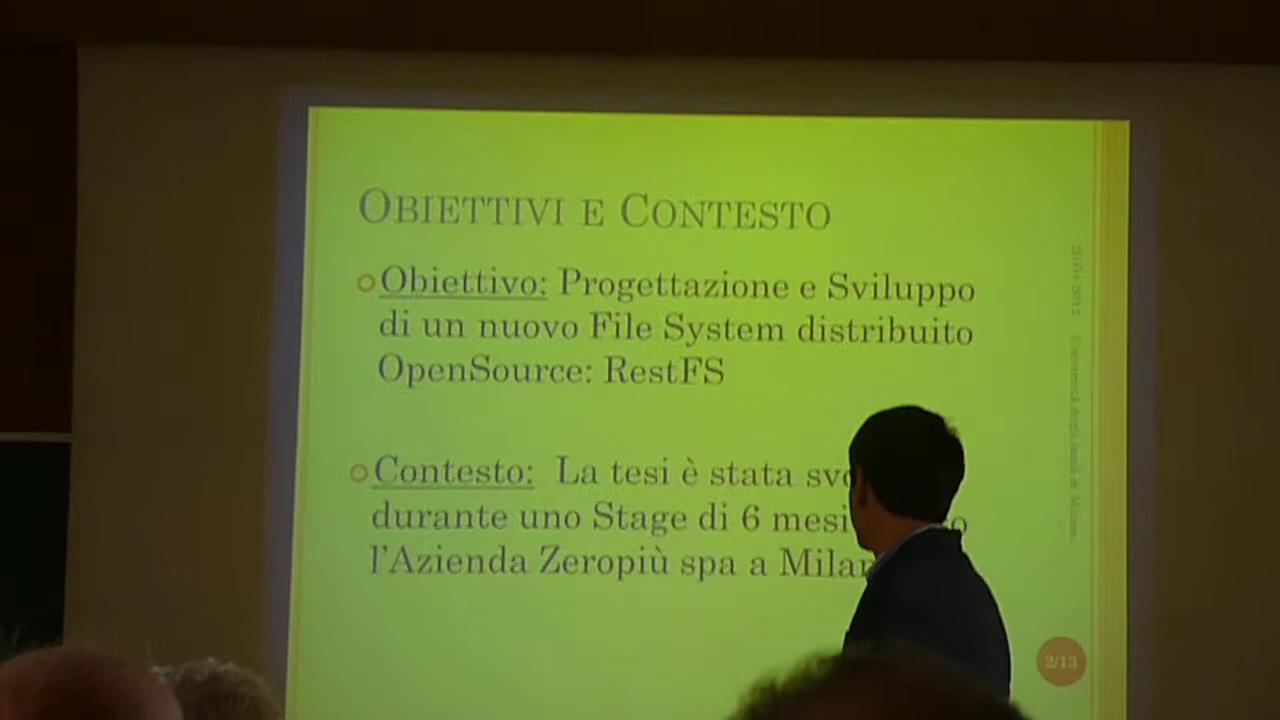 OBIETTIVI E CONTESTO
Obiettivo: Progettazione e Sviluppo
di un nuovo File System distribuito
OpenSource: RestFS
Contesto: La tesi è stata
durante uno Stage di 6 mesi
l'Azienda Zeropiù spa a
2/13